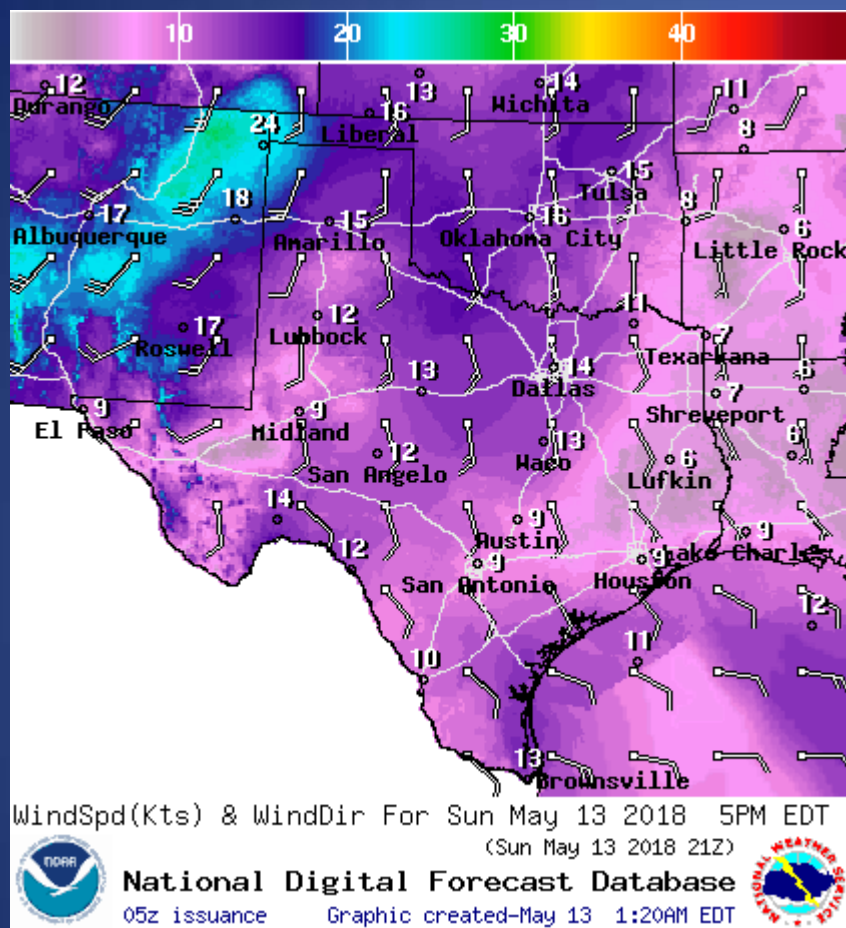 10 20 30 40
12 13 14 11
Durango Liberal 16 Wichita
24 8
15
Tulsa
17 18 15 16 8 6
Albuquerque Amarillo Oklahoma City Little Rock
17 12 11
Roswell Lubbock 7
Texarkana
13 14 6
Dallas 7
9 9 Shreveport
El Paso Midland 13
12 Waco 6 6
San Angelo Lufkin
14 9 9
Austin
12 9 9 Lake Charles
San Antonio Houston
12
11
10
13
Brownsville
WindSpd(Kts) & WindDir For Sun May 13 2018 5PM EDT
(Sun May 13 2018 21Z)
National Digital Forecast Database
05z issuance Graphic created-May 13 1:20AM EDT
NOAA
NATIONAL WEATHER SERVICE